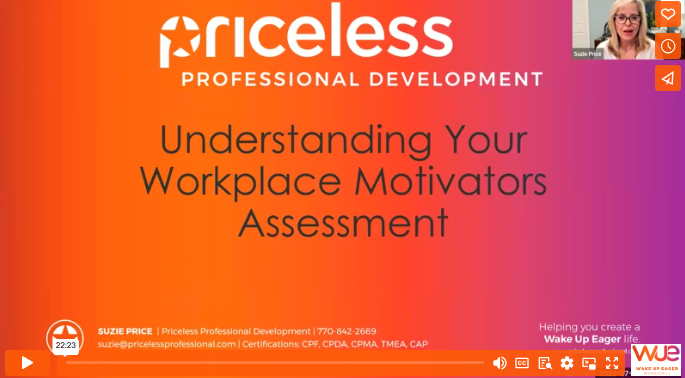 priceless
PROFESSIONAL DEVELOPMENT
Suzie Price
Understanding Your
Workplace Motivators
Assessment
SUZIE PRICE | Priceless Professional Development | 770-842-2669
suzie@pricelessprofessional.com | Certifications: CPF, CPDA, CPMA, TMEA, CAP
Helping you create a
Wake Up Eager life.
22:23
CC
wue
WAKE UP EAGER